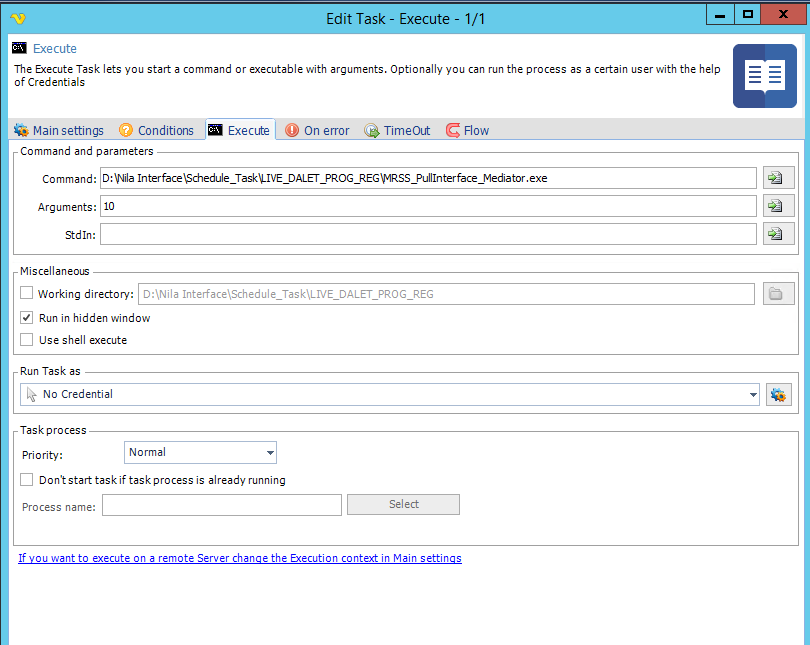 Edit Task - Execute - 1/1
C:\ Execute
The Execute Task lets you start a command or executable with arguments. Optionally you can run the process as a certain user with the help
of Credentials
Main settings Conditions C:\ Execute On error TimeOut Flow
Command and parameters
Command: D:\Nila Interface\Schedule_Task\LIVE_DALET_PROG_REG\MRSS_PullInterface_Mediator.exe
Arguments: 10
StdIn:
Miscellaneous
Working directory: D:\Nila Interface\Schedule_Task\LIVE_DALET_PROG_REG
Run in hidden window
Use shell execute
Run Task as
No Credential
Task process
Priority: Normal
Don't start task if task process is already running
Process name: Select
If you want to execute on a remote Server change the Execution context in Main settings